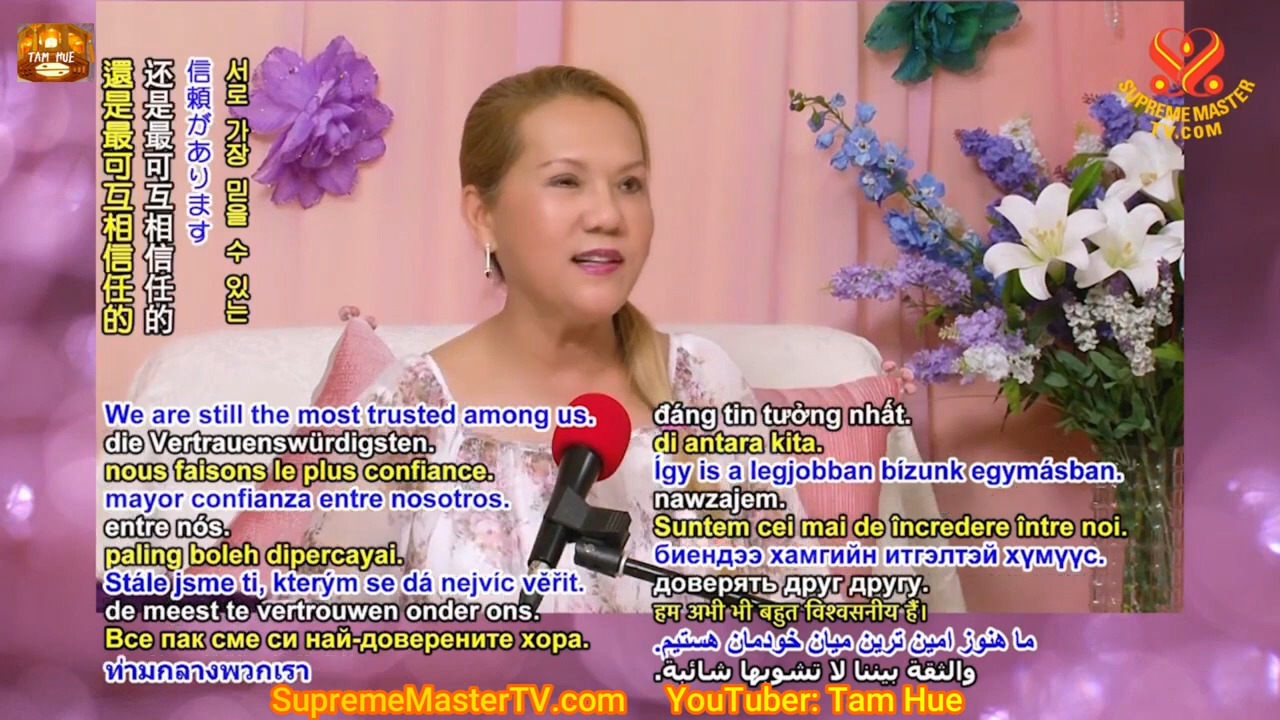 TAM HUE
還是最可互相信任的
还是最可互相信任的
信頼があります
서로 가장 믿을 수 있는
SUPREME MASTER
TV.COM
We are still the most trusted among us.
die Vertrauenswürdigsten.
nous faisons le plus confiance.
mayor confianza entre nosotros.
entre nós.
paling boleh dipercayai.
Stále jsme ti, kterým se dá nejvíc věřit.
de meest te vertrouwen onder ons.
Все пак сме си най-доверените хора.
ท่ามกลางพวกเรา
đáng tin tưởng nhất.
di antara kita.
Így is a legjobban bízunk egymásban.
nawzajem.
Suntem cei mai de încredere între noi.
биендээ хамгийн итгэлтэй хүмүүс.
доверять друг другу.
हम अभी भी बहुत विश्वसनीय हैं।
ما هنوز امین ترین میان خودمان هستیم.
والثقة بيننا لا تشوبها شائبة.
SupremeMasterTV.com
YouTuber: Tam Hue